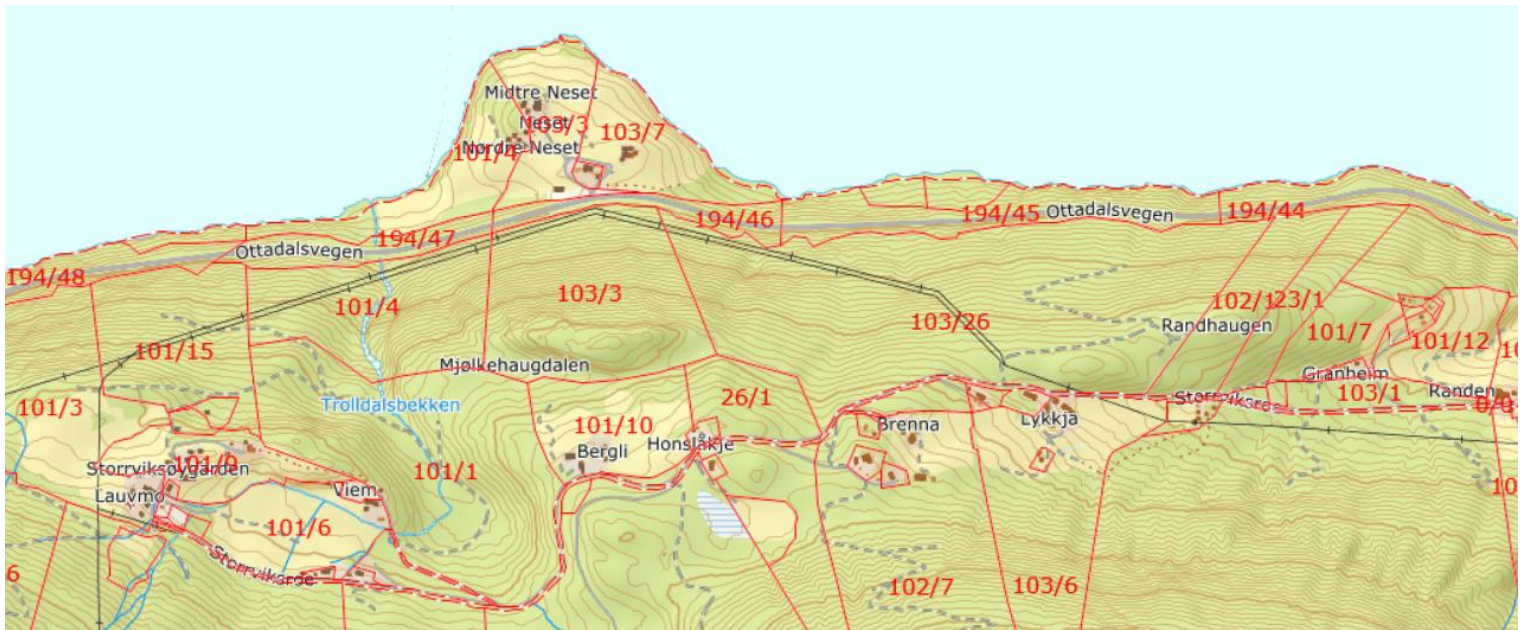 Midtre Neset
Neset
103/3
103/7
Nordre Neset
101/4
194/46
194/45
Ottadalsvegen
194/44
194/47
Ottadalsvegen
194/48
103/3
101/4
102/1
23/1
103/26
Randhaugen
101/7
101/12
101/15
Mjølkehaugdalen
Granheim
26/1
103/1
Randen
Trolldalsbekken
101/3
101/10
Brenna
Lykkja
Honslåkje
Bergli
101/1
Lauvmo
Viem
101/6
102/7
103/6